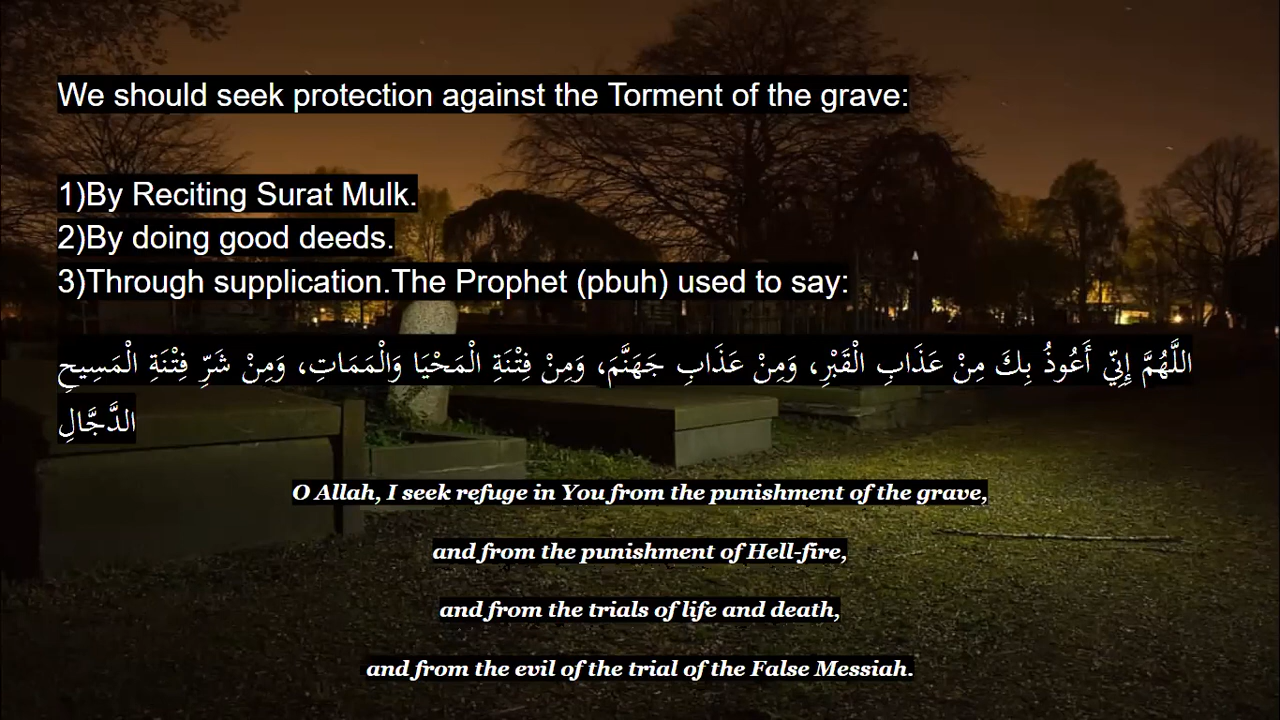 We should seek protection against the Torment of the grave:
1)By Reciting Surat Mulk.
2)By doing good deeds.
3)Through supplication.The Prophet (pbuh) used to say:
اللَّهُمَّ إِنِّي أَعُوذُ بِكَ مِنْ عَذَابِ الْقَبْرِ، وَمِنْ عَذَابِ جَهَنَّمَ، وَمِنْ فِتْنَةِ الْمَحْيَا وَالْمَمَاتِ، وَمِنْ شَرِّ فِتْنَةِ الْمَسِيحِ
الدَّجَّالِ
O Allah, I seek refuge in You from the punishment of the grave,
and from the punishment of Hell-fire,
and from the trials of life and death,
and from the evil of the trial of the False Messiah.